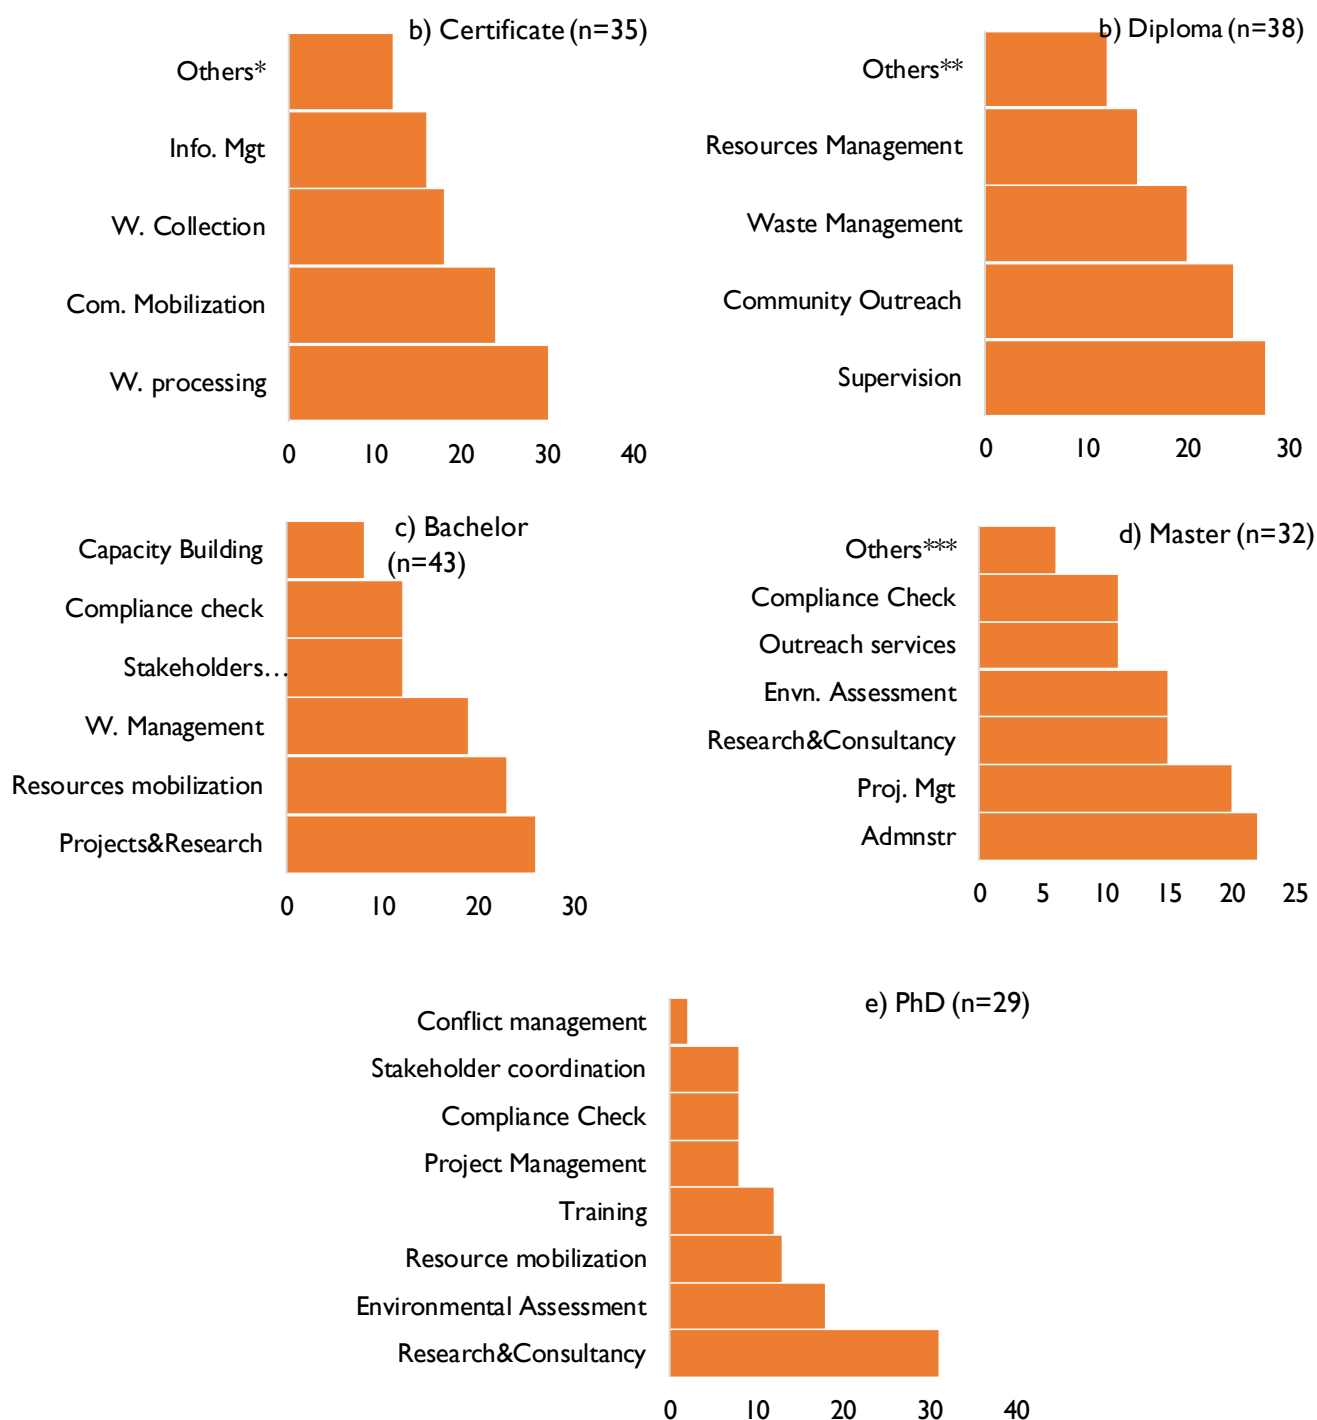 b) Certificate (n=35)
Others*
Info. Mgt
W. Collection
Com. Mobilization
W. processing
0 10 20 30 40
b) Diploma (n=38)
Others**
Resources Management
Waste Management
Community Outreach
Supervision
0 10 20 30
c) Bachelor
(n=43)
Capacity Building
Compliance check
Stakeholders…
W. Management
Resources mobilization
Projects&Research
0 10 20 30
d) Master (n=32)
Others***
Compliance Check
Outreach services
Envn. Assessment
Research&Consultancy
Proj. Mgt
Admnstr
0 5 10 15 20 25
e) PhD (n=29)
Conflict management
Stakeholder coordination
Compliance Check
Project Management
Training
Resource mobilization
Environmental Assessment
Research&Consultancy
0 10 20 30 40